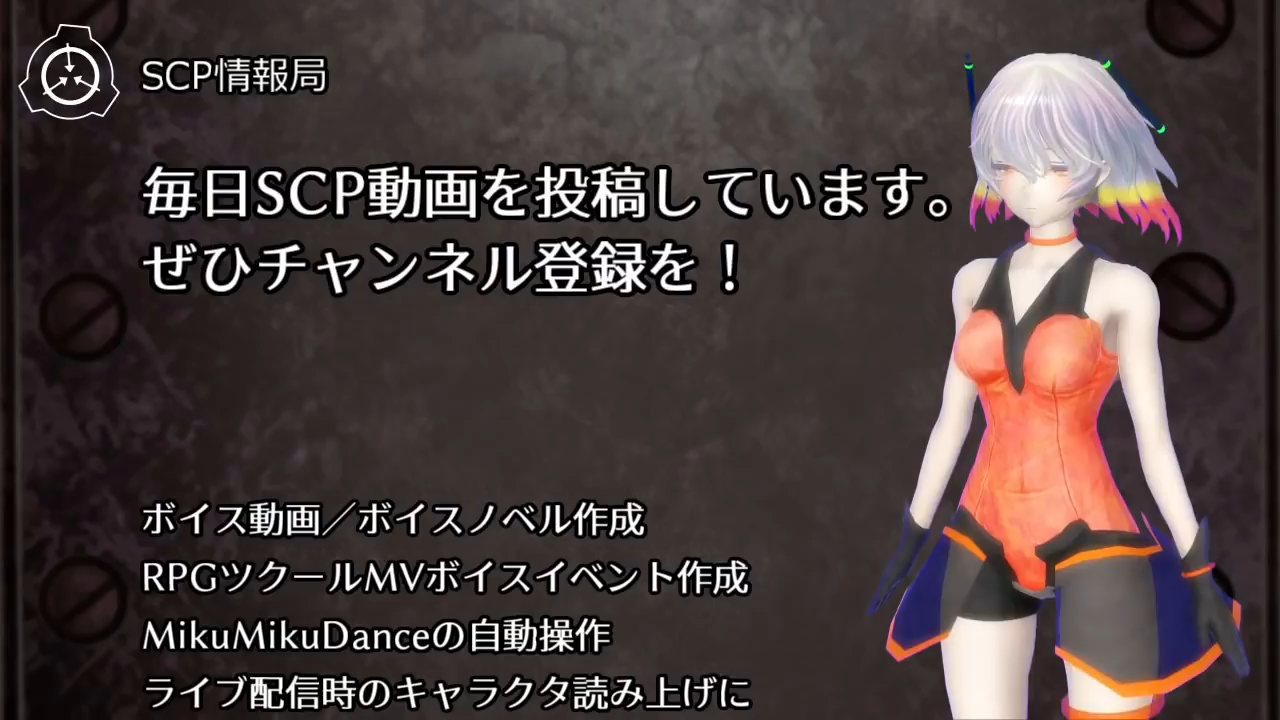 SCP情報局
毎日SCP動画を投稿しています。
ぜひチャンネル登録を！
ボイス動画／ボイスノベル作成
RPGツクールMVボイスイベント作成
MikuMikuDanceの自動操作
ライブ配信時のキャラクタ読み上げに